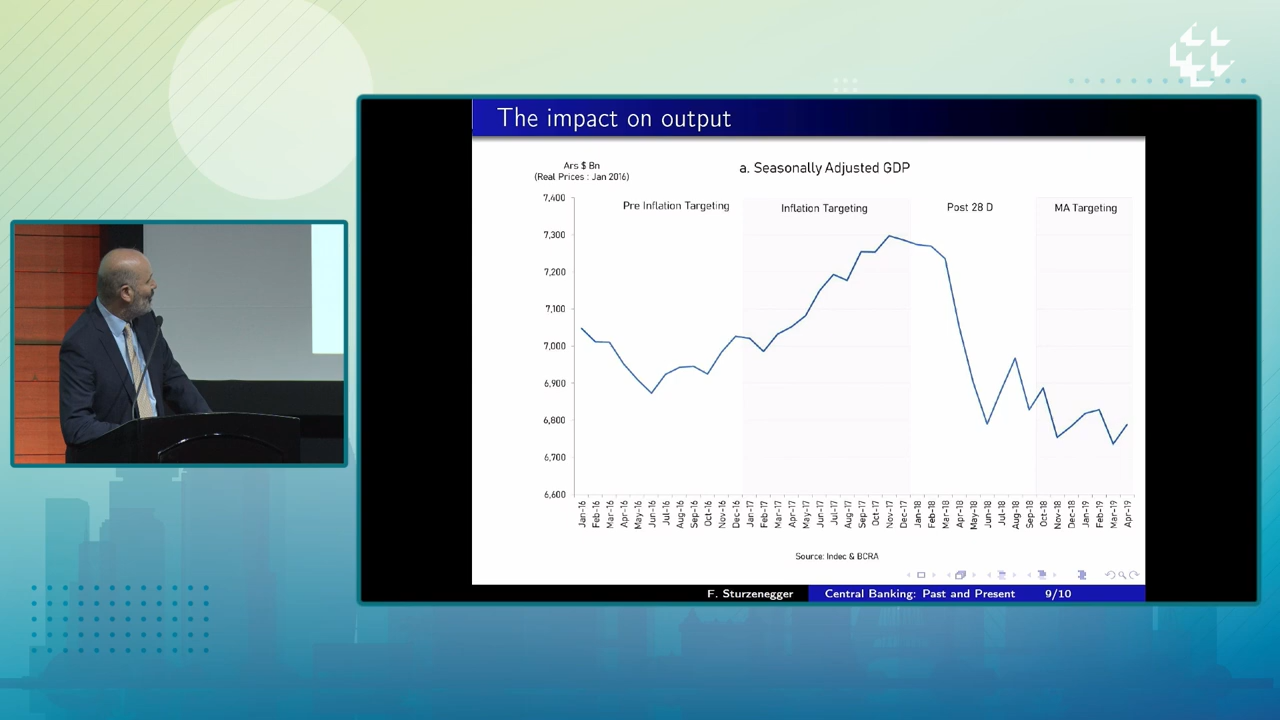 The impact on output
Ars $ Bn
(Real Prices : Jan 2016)
a. Seasonally Adjusted GDP
Pre Inflation Targeting
Inflation Targeting
Post 28 D
MA Targeting
7,400
7,300
7,200
7,100
7,000
6,900
6,800
6,700
6,600
Jan-16
Feb-16
Mar-16
Apr-16
May-16
Jun-16
Jul-16
Aug-16
Sep-16
Oct-16
Nov-16
Dec-16
Jan-17
Feb-17
Mar-17
Apr-17
May-17
Jun-17
Jul-17
Aug-17
Sep-17
Oct-17
Nov-17
Dec-17
Jan-18
Feb-18
Mar-18
Apr-18
May-18
Jun-18
Jul-18
Aug-18
Sep-18
Oct-18
Nov-18
Dec-18
Jan-19
Feb-19
Mar-19
Apr-19
Source: Indec & BCRA
F. Sturzenegger
Central Banking: Past and Present
9/10